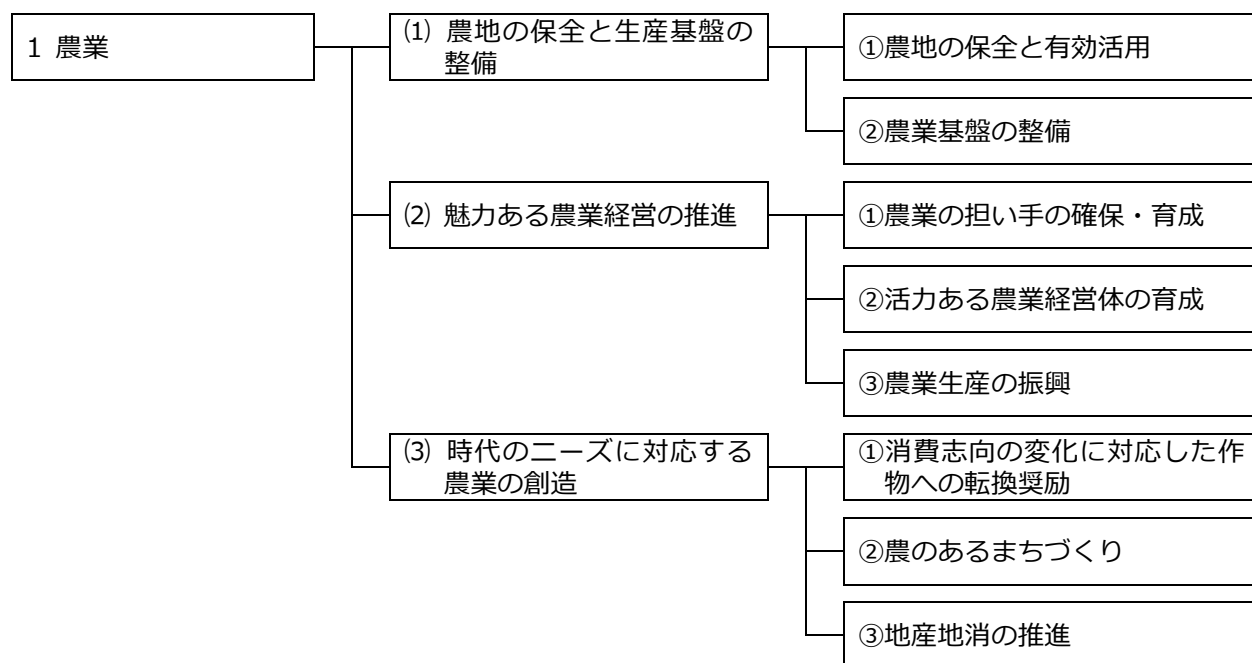 1 農業
⑴ 農地の保全と生産基盤の
整備
①農地の保全と有効活用
②農業基盤の整備
⑵ 魅力ある農業経営の推進
①農業の担い手の確保・育成
②活力ある農業経営体の育成
③農業生産の振興
⑶ 時代のニーズに対応する
農業の創造
①消費志向の変化に対応した作
物への転換奨励
②農のあるまちづくり
③地産地消の推進